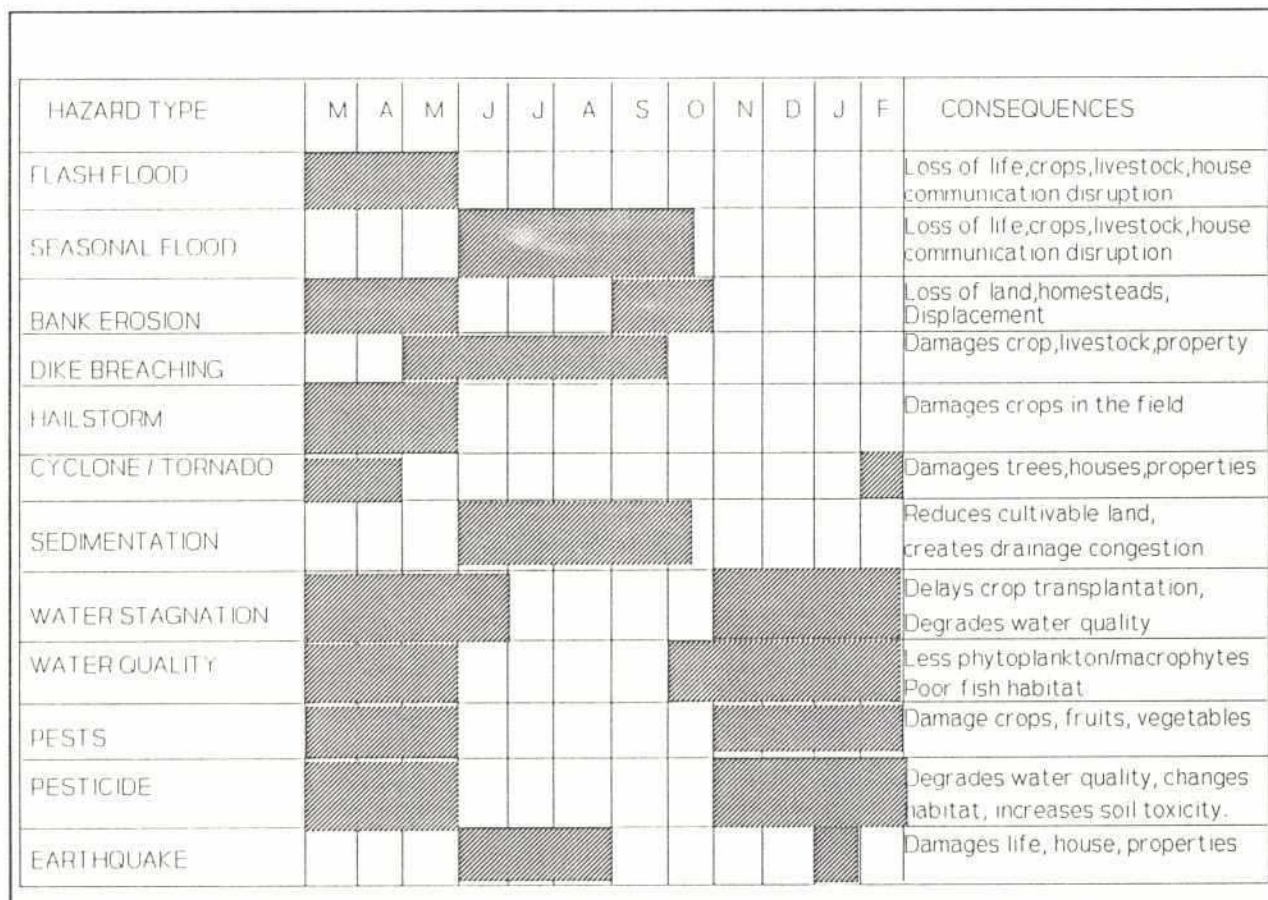 HAZARD TYPE M A M J J A S O N D J F CONSEQUENCES
FLASH FLOOD Loss of life,crops,livestock,house
communication disruption
SEASONAL FLOOD Loss of life,crops,livestock,house
communication disruption
BANK EROSION Loss of land,homesteads,
Displacement
DIKE BREACHING Damages crop,livestock,property
HAILSTORM Damages crops in the field
CYCLONE / TORNADO Damages trees,houses,properties
SEDIMENTATION Reduces cultivable land,
creates drainage congestion
WATER STAGNATION Delays crop transplantation,
Degrades water quality
WATER QUALITY Less phytoplankton/macrophytes
Poor fish habitat
PESTS Damage crops, fruits, vegetables
PESTICIDE Degrades water quality, changes
habitat, increases soil toxicity.
EARTHQUAKE Damages life, house, properties